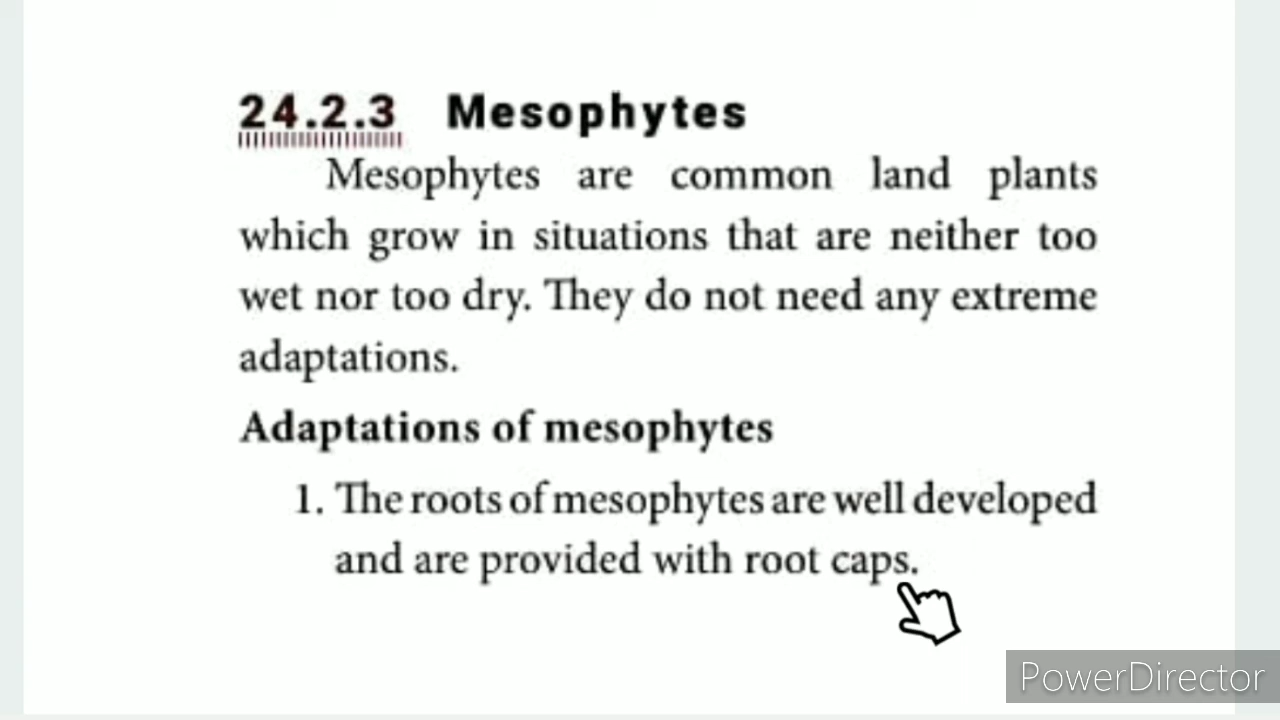 24.2.3 Mesophytes
Mesophytes are common land plants
which grow in situations that are neither too
wet nor too dry. They do not need any extreme
adaptations.
Adaptations of mesophytes
1. The roots of mesophytes are well developed
and are provided with root caps.
PowerDirector